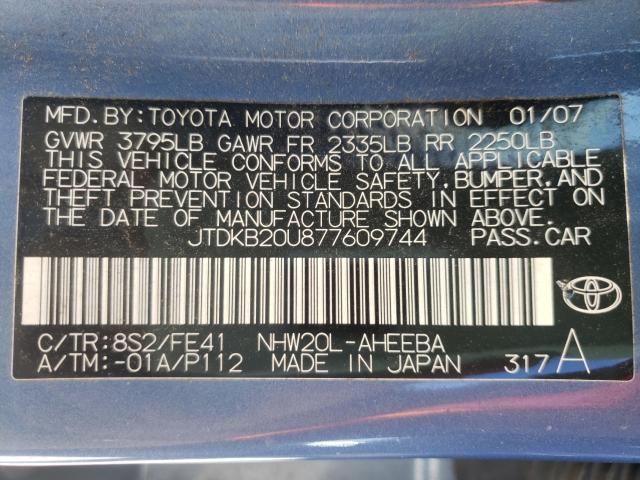 MFD.BY:TOYOTA MOTOR CORPORATION 01/07
GVWR 3795LB GAWR FR 2335LB RR 2250LB
THIS VEHICLE CONFORMS TO ALL APPLICABLE
FEDERAL MOTOR VEHICLE SAFETY,BUMPER,AND
THEFT PREVENTION STANDARDS IN EFFECT ON
THE DATE OF MANUFACTURE SHOWN ABOVE.
JTDKB20U877609744 PASS.CAR
C/TR:8S2/FE41 NHW20L-AHEEBA
A/TM:-01A/P112 MADE IN JAPAN 317A
TOYOTA